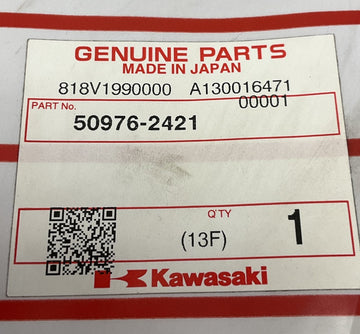 GENUINE PARTS
MADE IN JAPAN
818V1990000 A130016471
00001
PART No.
50976-2421
Q'TY
(13F) 1
Kawasaki